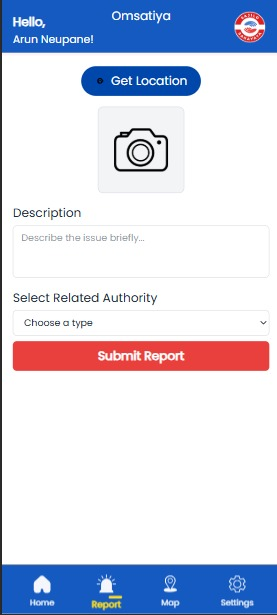 Hello,
Omsatiya
Arun Neupane!
Get Location
Description
Describe the issue briefly...
Select Related Authority
Choose a type
Submit Report
Home
Report
Map
Settings